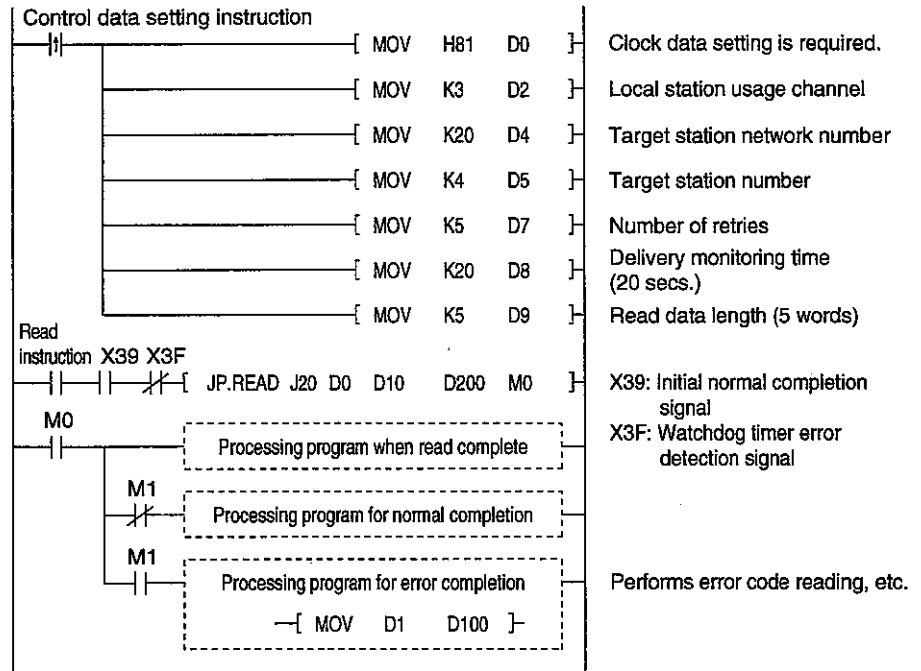 Control data setting instruction
MOV H81 D0 Clock data setting is required.
MOV K3 D2 Local station usage channel
MOV K20 D4 Target station network number
MOV K4 D5 Target station number
MOV K5 D7 Number of retries
MOV K20 D8 Delivery monitoring time
(20 secs.)
MOV K5 D9 Read data length (5 words)
Read
instruction X39 X3F
JP.READ J20 D0 D10 D200 M0 X39: Initial normal completion
signal
M0
X3F: Watchdog timer error
detection signal
Processing program when read complete
M1
Processing program for normal completion
M1
Processing program for error completion Performs error code reading, etc.
MOV D1 D100